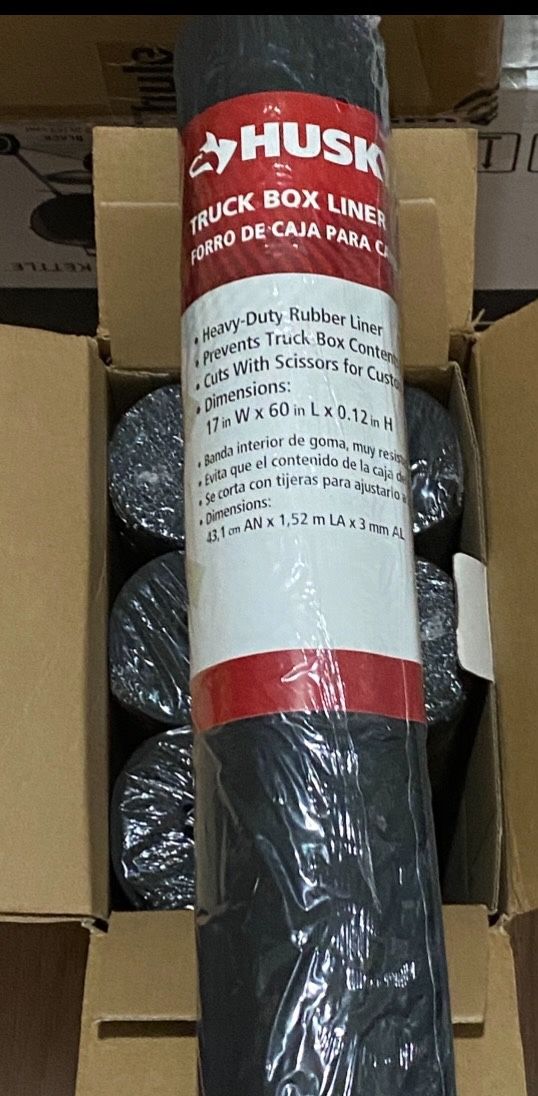 HUSK
TRUCK BOX LINER
FORRO DE CAJA PARA CA
• Heavy-Duty Rubber Liner
• Prevents Truck Box Content
• Cuts With Scissors for Custo
• Dimensions:
17 in W x 60 in L x 0.12 in H
• Banda interior de goma, muy resist
• Evita que el contenido de la caja de
• Se corta con tijeras para ajustarlo a
• Dimensions:
43,1 cm AN x 1,52 m LA x 3 mm AL
BLACK
KETTLE